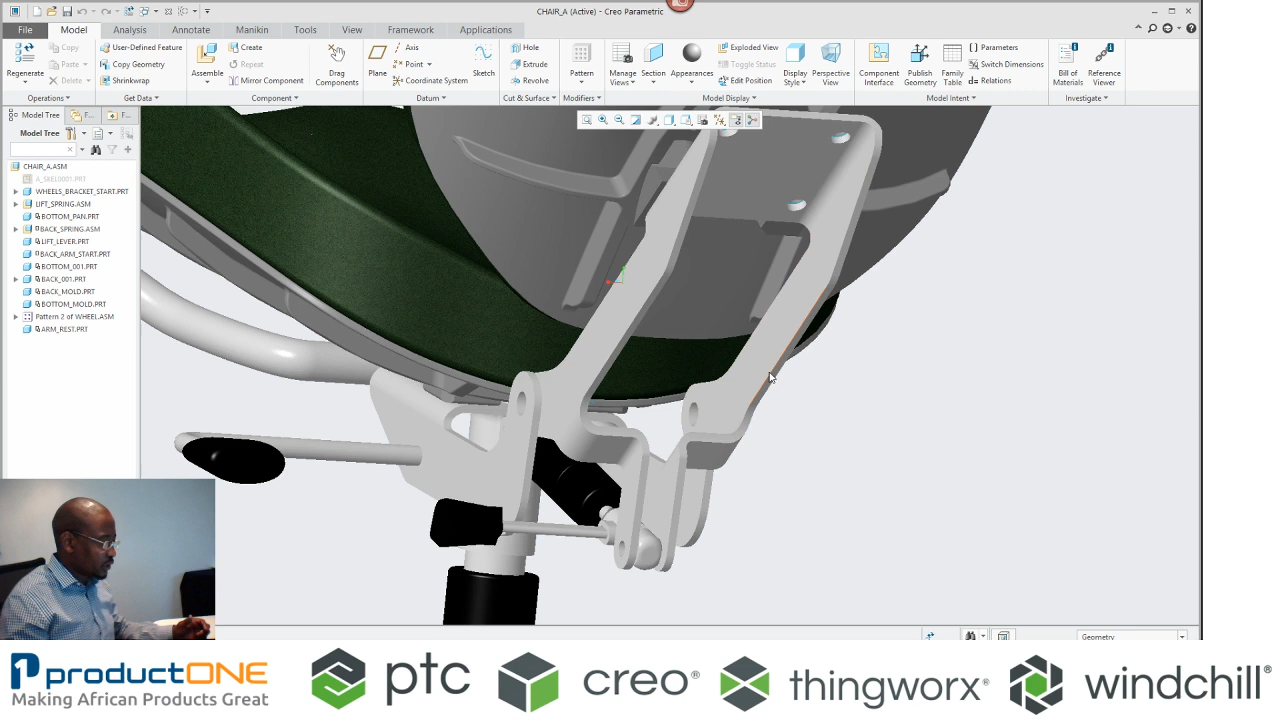 CHAIR_A (Active) - Creo Parametric
File Model Analysis Annotate Manikin Tools View Framework Applications
Regenerate
Copy
Paste
Delete
Operations
User-Defined Feature
Copy Geometry
Shrinkwrap
Get Data
Assemble
Create
Repeat
Mirror Component
Drag
Components
Component
Plane
Axis
Point
Coordinate System
Sketch
Datum
Hole
Extrude
Revolve
Cut & Surface
Pattern
Modifiers
Manage
Views
Section
Appearances
Exploded View
Toggle Status
Edit Position
Display
Style
Perspective
View
Model Display
Component
Interface
Publish
Geometry
Family
Table
Parameters
Switch Dimensions
Relations
Model Intent
Bill of
Materials
Reference
Viewer
Investigate
Model Tree F... F...
Model Tree
CHAIR_A.ASM
A_SKEL0001.PRT
WHEELS_BRACKET_START.PRT
LIFT_SPRING.ASM
BOTTOM_PAN.PRT
BACK_SPRING.ASM
LIFT_LEVER.PRT
BACK_ARM_START.PRT
BOTTOM_001.PRT
BACK_001.PRT
BACK_MOLD.PRT
BOTTOM_MOLD.PRT
Pattern 2 of WHEEL.ASM
ARM_REST.PRT
Geometry
productONE
Making African Products Great
ptc
creo®
thingworx®
windchill®